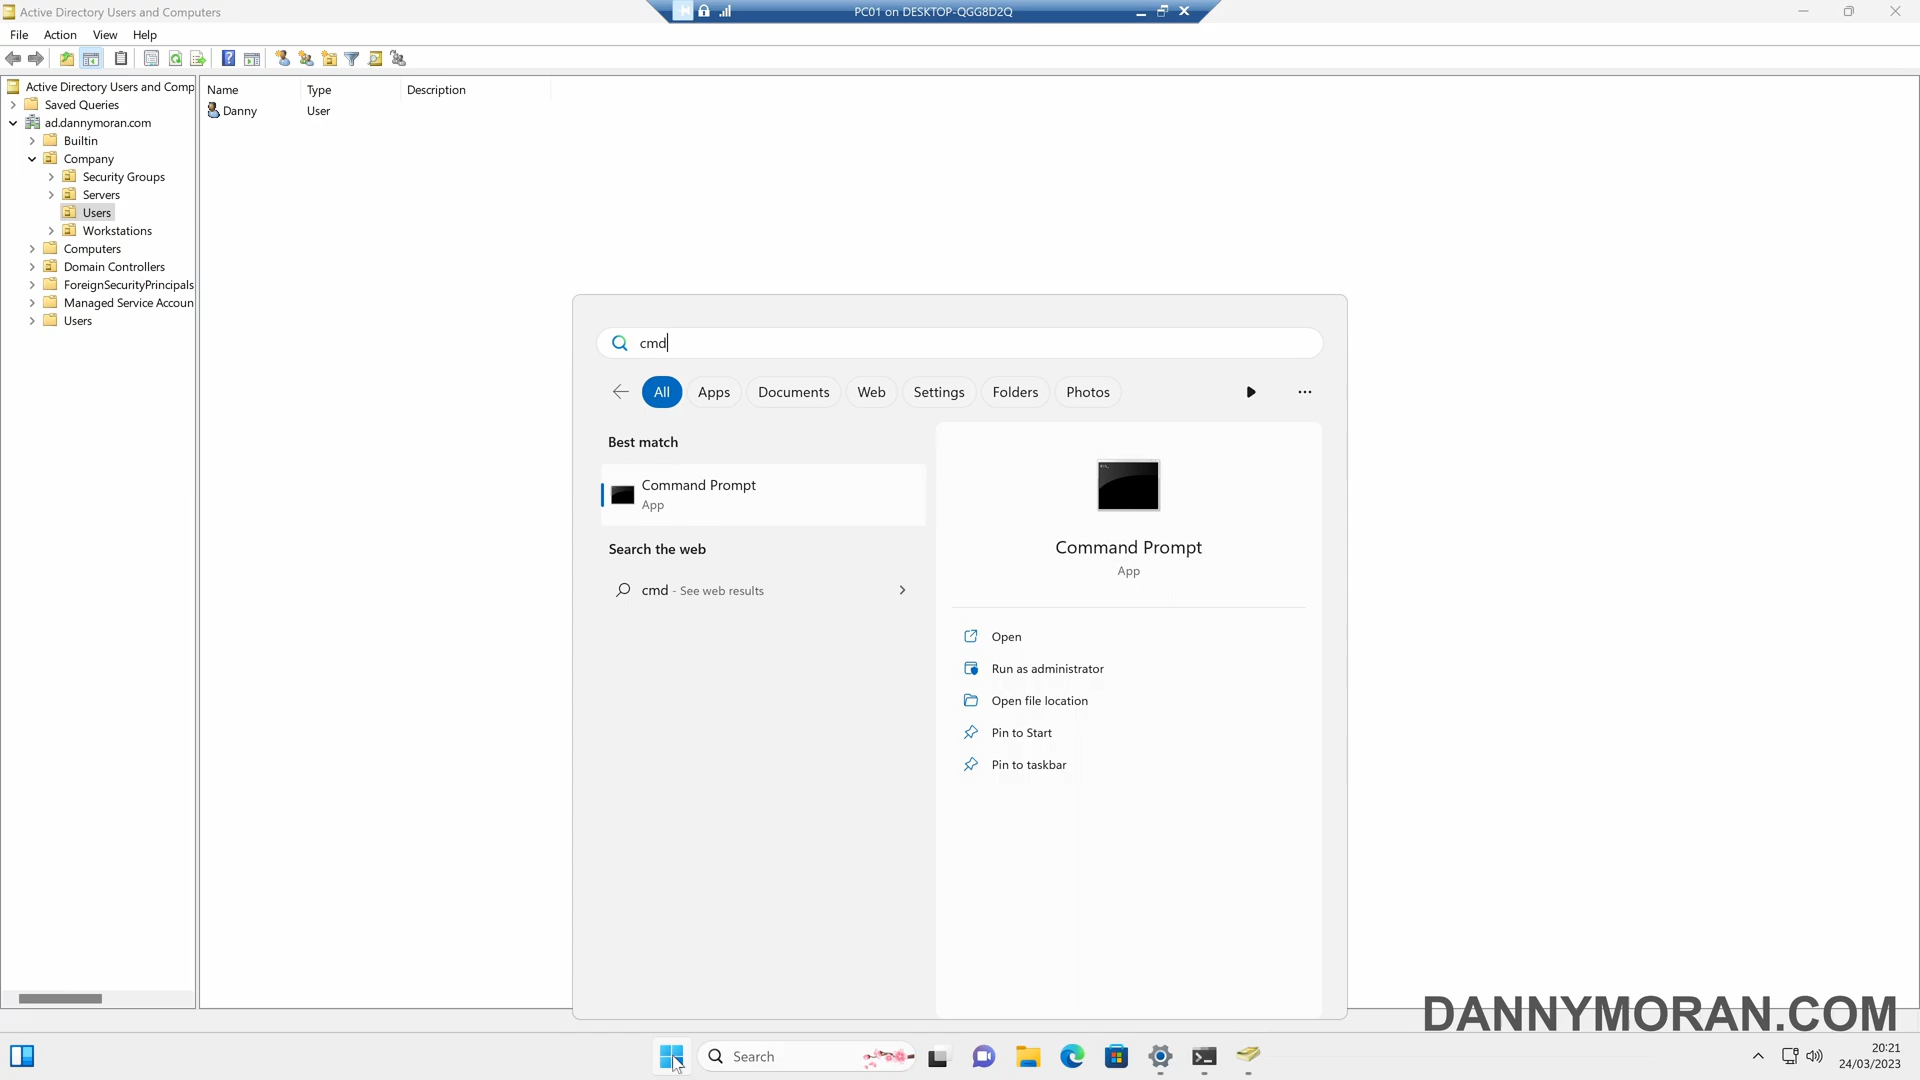 Active Directory Users and Computers
PC01 on DESKTOP-QGG8D2Q
File Action View Help
Active Directory Users and Comp
Saved Queries
ad.dannymoran.com
Builtin
Company
Security Groups
Servers
Users
Workstations
Computers
Domain Controllers
ForeignSecurityPrincipals
Managed Service Accoun
Users
Name Type Description
Danny User
cmd
All Apps Documents Web Settings Folders Photos
Best match
Command Prompt
App
Search the web
cmd - See web results
Command Prompt
App
Open
Run as administrator
Open file location
Pin to Start
Pin to taskbar
DANNYMORAN.COM
Search
20:21
24/03/2023